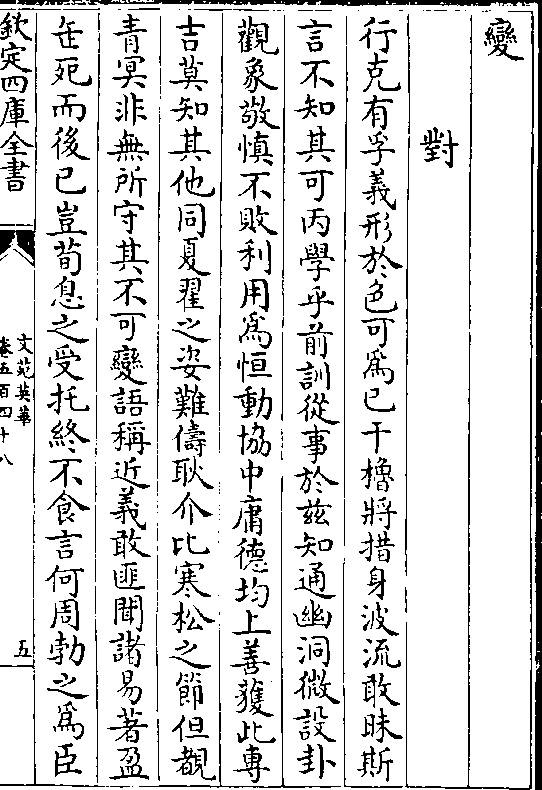 變
對
行克有孚義形於色可為己干櫓將措身波流敢昧斯
言不知其可丙學乎前訓從事於茲知通幽洞微設卦
觀象敬慎不敗利用為恒動協中庸德均上善獲此專
吉莫知其他同夏翟之姿難儔耿介比寒松之節但覩
青冥非無所守其不可變語稱近義敢匪聞諸易著盈
缶死而後已豈荀息之受托終不食言何周勃之為臣
欽定四庫全書
文苑英華
卷五百四十八
五